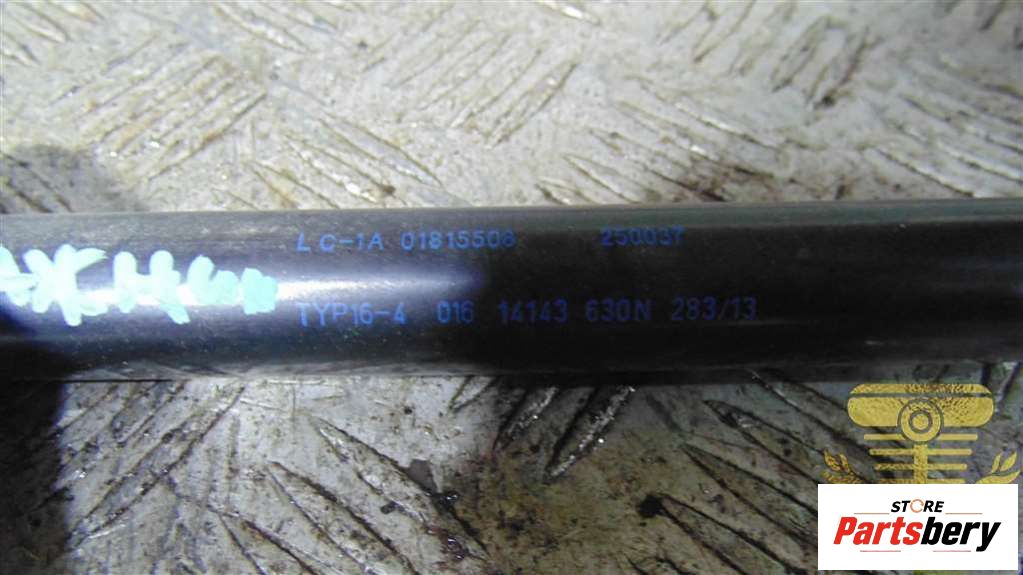 LC-1A 01815508 250037
TYP16-4 016 14143 630N 283/13
STORE
Partsbery